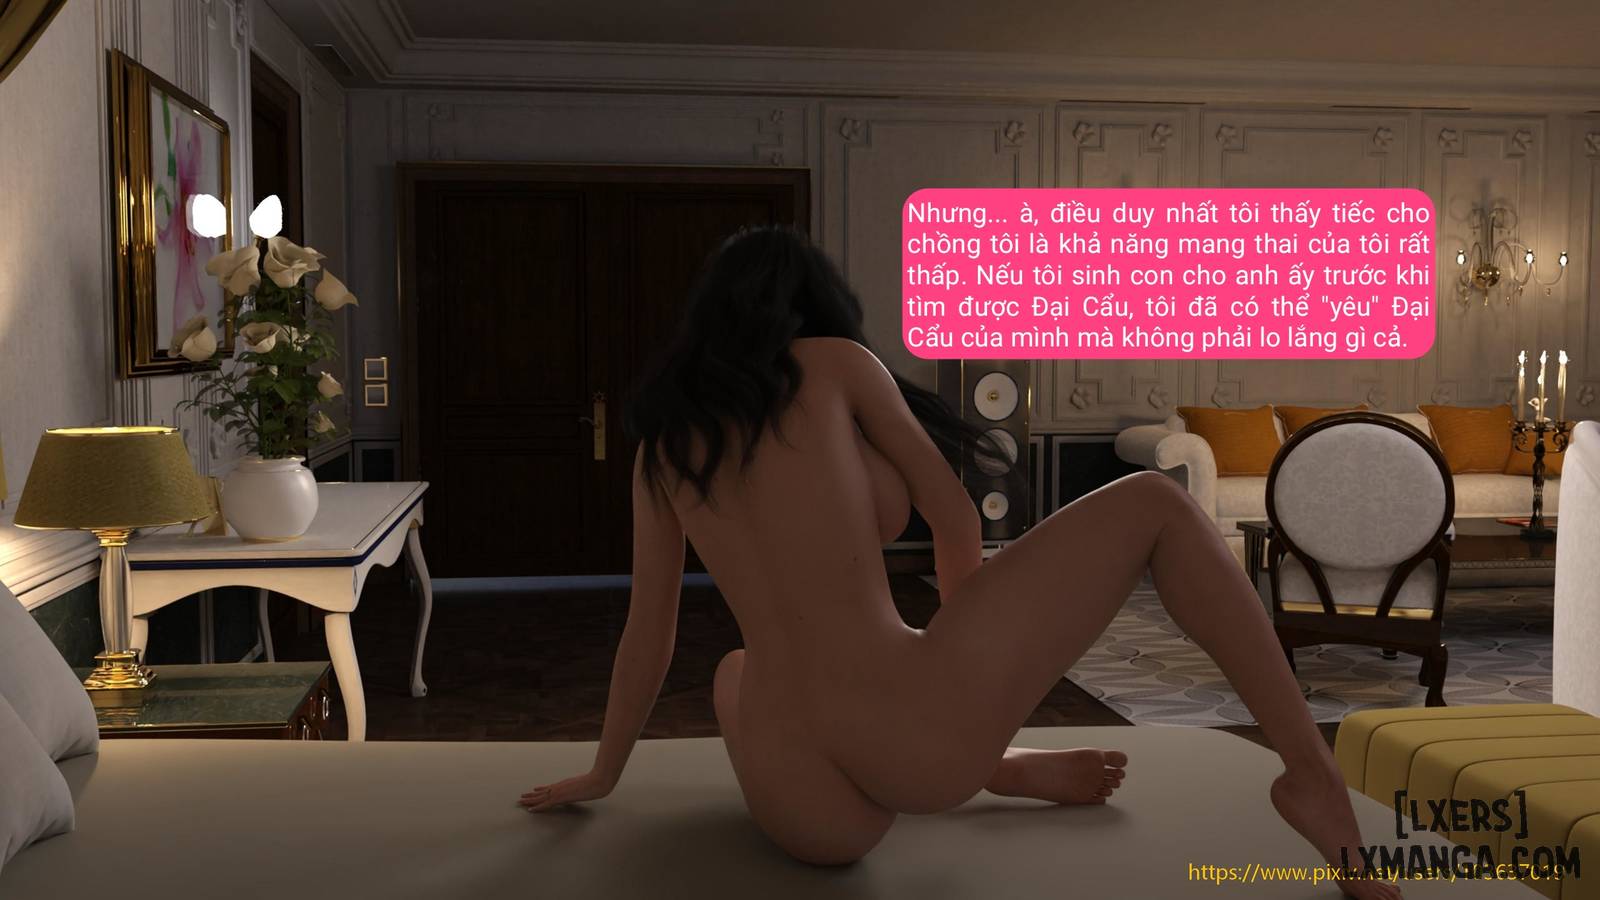 Nhưng... à, điều duy nhất tôi thấy tiếc cho
chồng tôi là khả năng mang thai của tôi rất
thấp. Nếu tôi sinh con cho anh ấy trước khi
tìm được Đại Cẩu, tôi đã có thể "yêu" Đại
Cẩu của mình mà không phải lo lắng gì cả.
[LXERS]
LXMANGA.COM